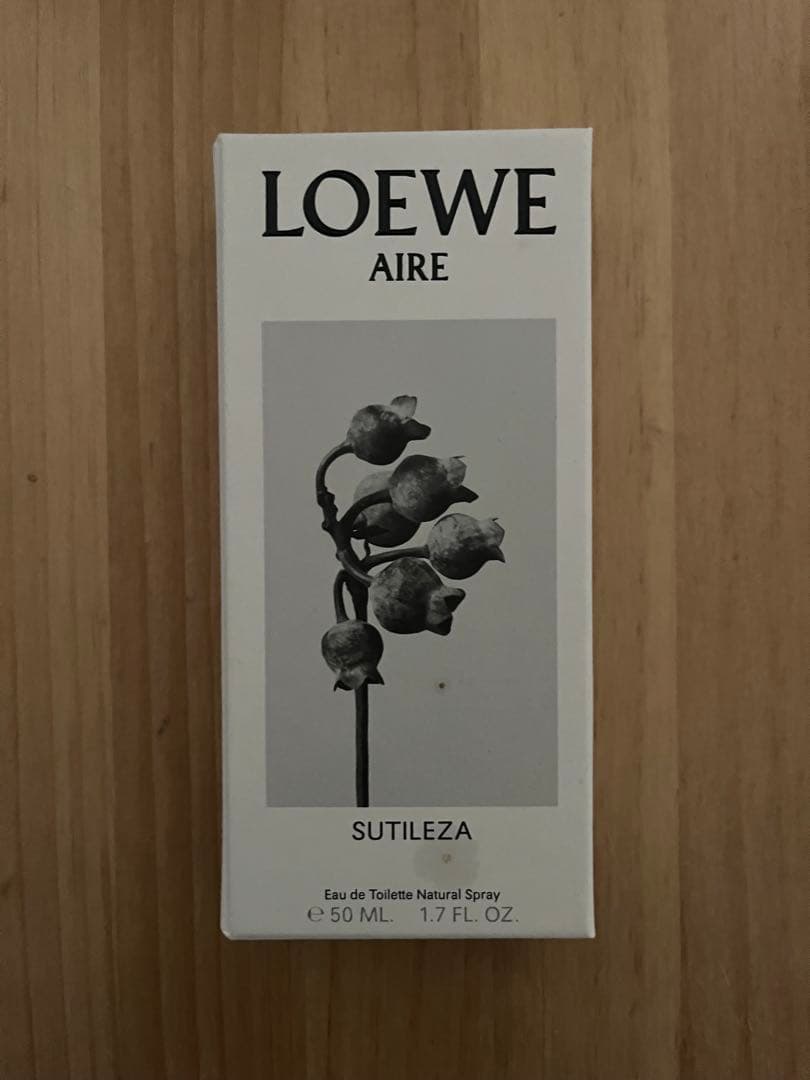 LOEWE
AIRE
SUTILEZA
Eau de Toilette Natural Spray
℮ 50 ML. 1.7 FL. OZ.